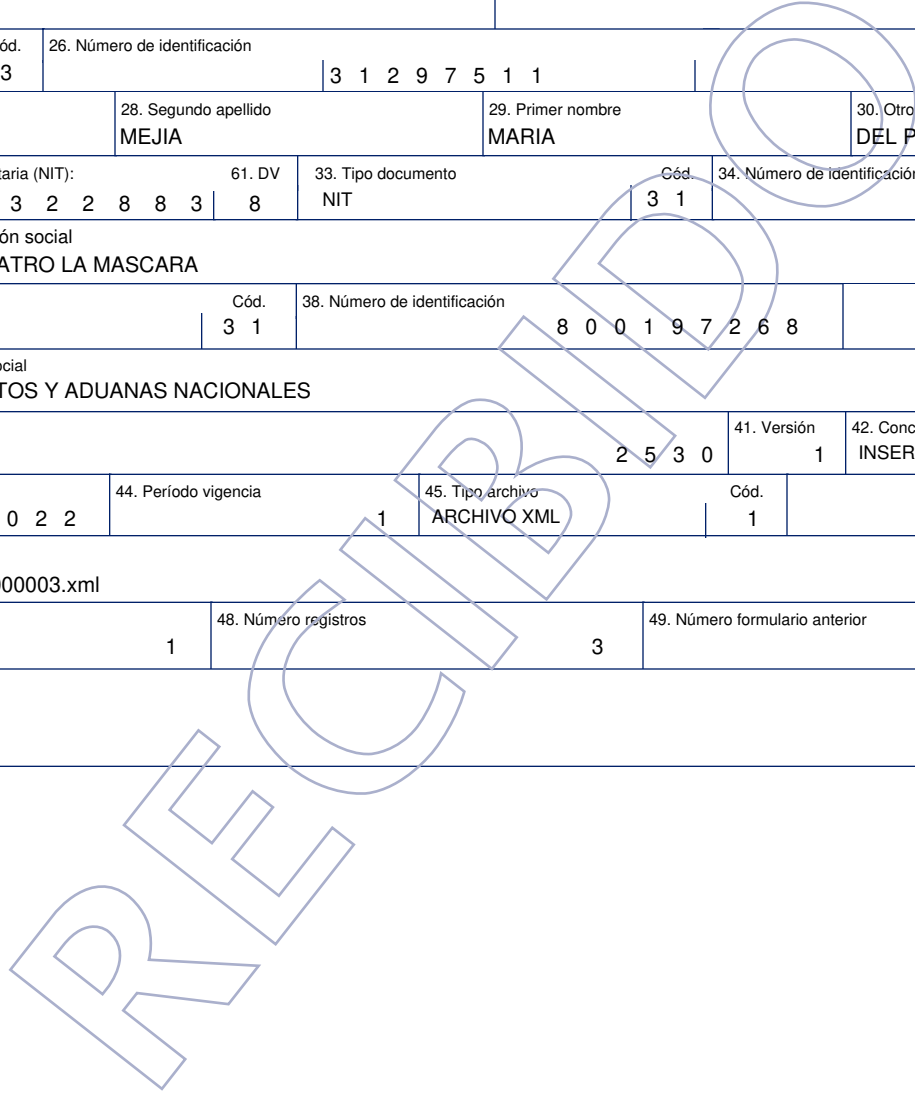 ód. 26. Número de identificación
3 3 1 2 9 7 5 1 1
28. Segundo apellido 29. Primer nombre 30. Otro
MEJIA MARIA DEL P
taria (NIT): 61. DV 33. Tipo documento Cód. 34. Número de identificación
3 2 2 8 8 3 8 NIT 3 1
ón social
ATRO LA MASCARA
Cód. 38. Número de identificación
3 1 8 0 0 1 9 7 2 6 8
ocial
TOS Y ADUANAS NACIONALES
41. Versión 42. Conc
2 5 3 0 1 INSER
44. Período vigencia 45. Tipo archivo Cód.
0 2 2 1 ARCHIVO XML 1
000003.xml
48. Número registros 49. Número formulario anterior
1 3
RECIBIDO